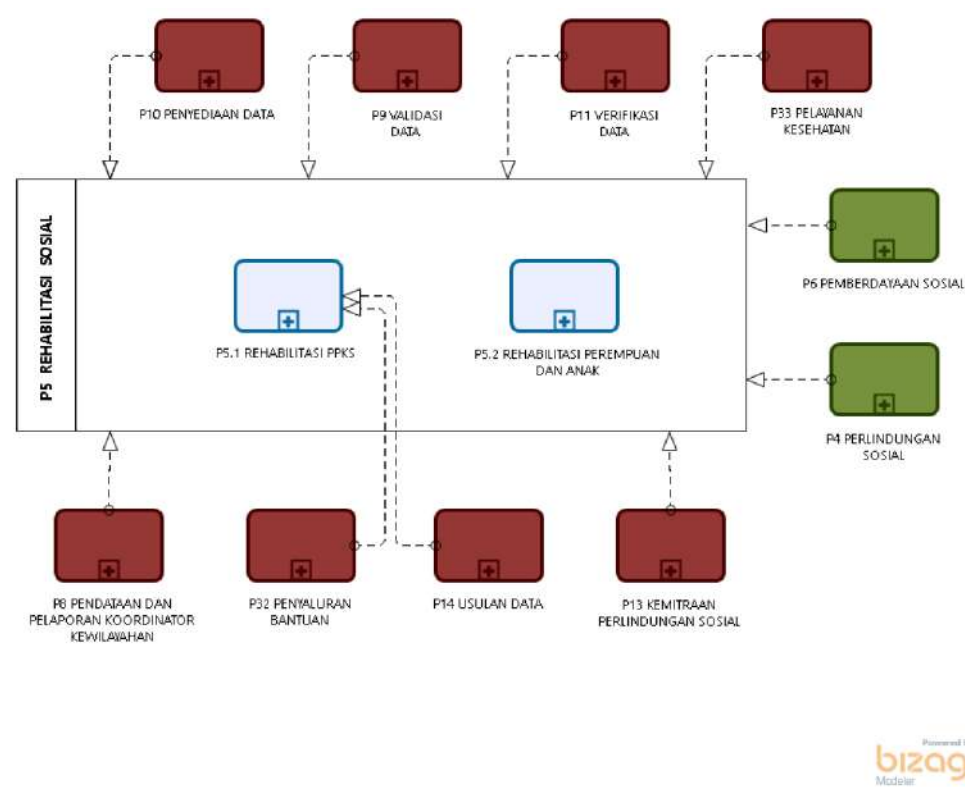 P10 PENYEDIAAN DATA
P9 VALIDASI
DATA
P11 VERIFIKASI
DATA
P33 PELAYANAN
KESEHATAN
P5 REHABILITASI SOSIAL
P5.1 REHABILITASI PPKS
P5.2 REHABILITASI PEREMPUAN
DAN ANAK
P6 PEMBERDAYAAN SOSIAL
P4 PERLINDUNGAN
SOSIAL
P8 PENDATAAN DAN
PELAPORAN KOORDINATOR
KEWILAYAHAN
P32 PENYALURAN
BANTUAN
P14 USULAN DATA
P13 KEMITRAAN
PERLINDUNGAN SOSIAL
Powered
bizag
Modeler